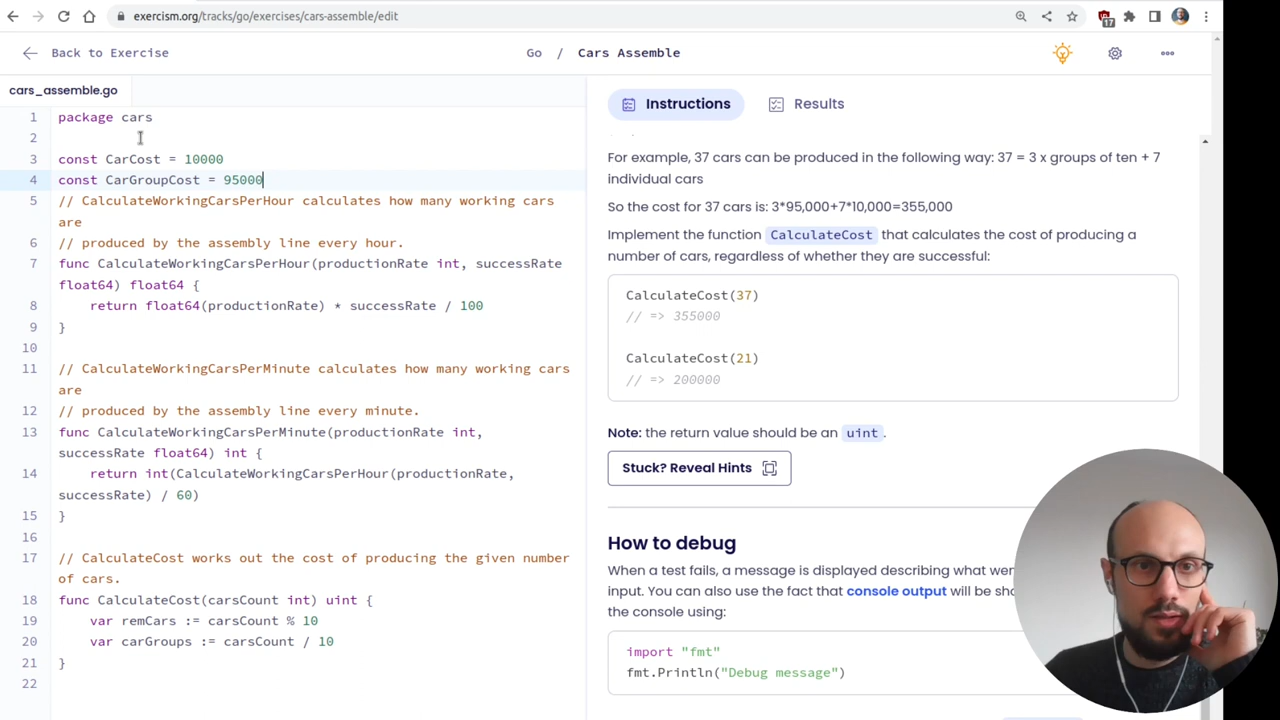 exercism.org/tracks/go/exercises/cars-assemble/edit
17
Back to Exercise
Go / Cars Assemble
cars_assemble.go
1 package cars
2
3 const CarCost = 10000
4 const CarGroupCost = 95000
5 // CalculateWorkingCarsPerHour calculates how many working cars
are
6 // produced by the assembly line every hour.
7 func CalculateWorkingCarsPerHour(productionRate int, successRate
float64) float64 {
8 return float64(productionRate) * successRate / 100
9 }
10
11 // CalculateWorkingCarsPerMinute calculates how many working cars
are
12 // produced by the assembly line every minute.
13 func CalculateWorkingCarsPerMinute(productionRate int,
successRate float64) int {
14 return int(CalculateWorkingCarsPerHour(productionRate,
successRate) / 60)
15 }
16
17 // CalculateCost works out the cost of producing the given number
of cars.
18 func CalculateCost(carsCount int) uint {
19 var remCars := carsCount % 10
20 var carGroups := carsCount / 10
21 }
22
Instructions
Results
For example, 37 cars can be produced in the following way: 37 = 3 x groups of ten + 7
individual cars
So the cost for 37 cars is: 3*95,000+7*10,000=355,000
Implement the function CalculateCost that calculates the cost of producing a
number of cars, regardless of whether they are successful:
CalculateCost(37)
// => 355000
CalculateCost(21)
// => 200000
Note: the return value should be an uint.
Stuck? Reveal Hints
How to debug
When a test fails, a message is displayed describing what
input. You can also use the fact that console output will be
the console using:
import "fmt"
fmt.Println("Debug message")